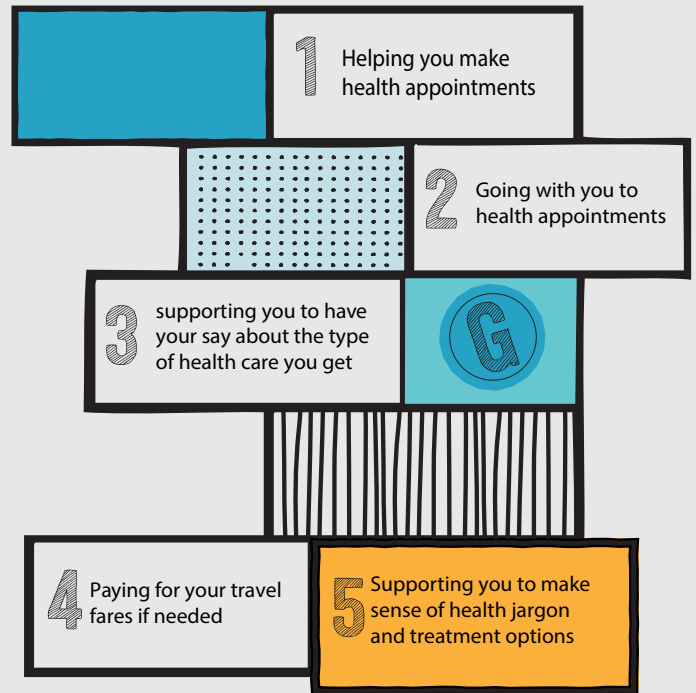 1
Helping you make
health appointments
2
Going with you to
health appointments
3
supporting you to have
your say about the type
of health care you get
G
4
Paying for your travel
fares if needed
5
Supporting you to make
sense of health jargon
and treatment options